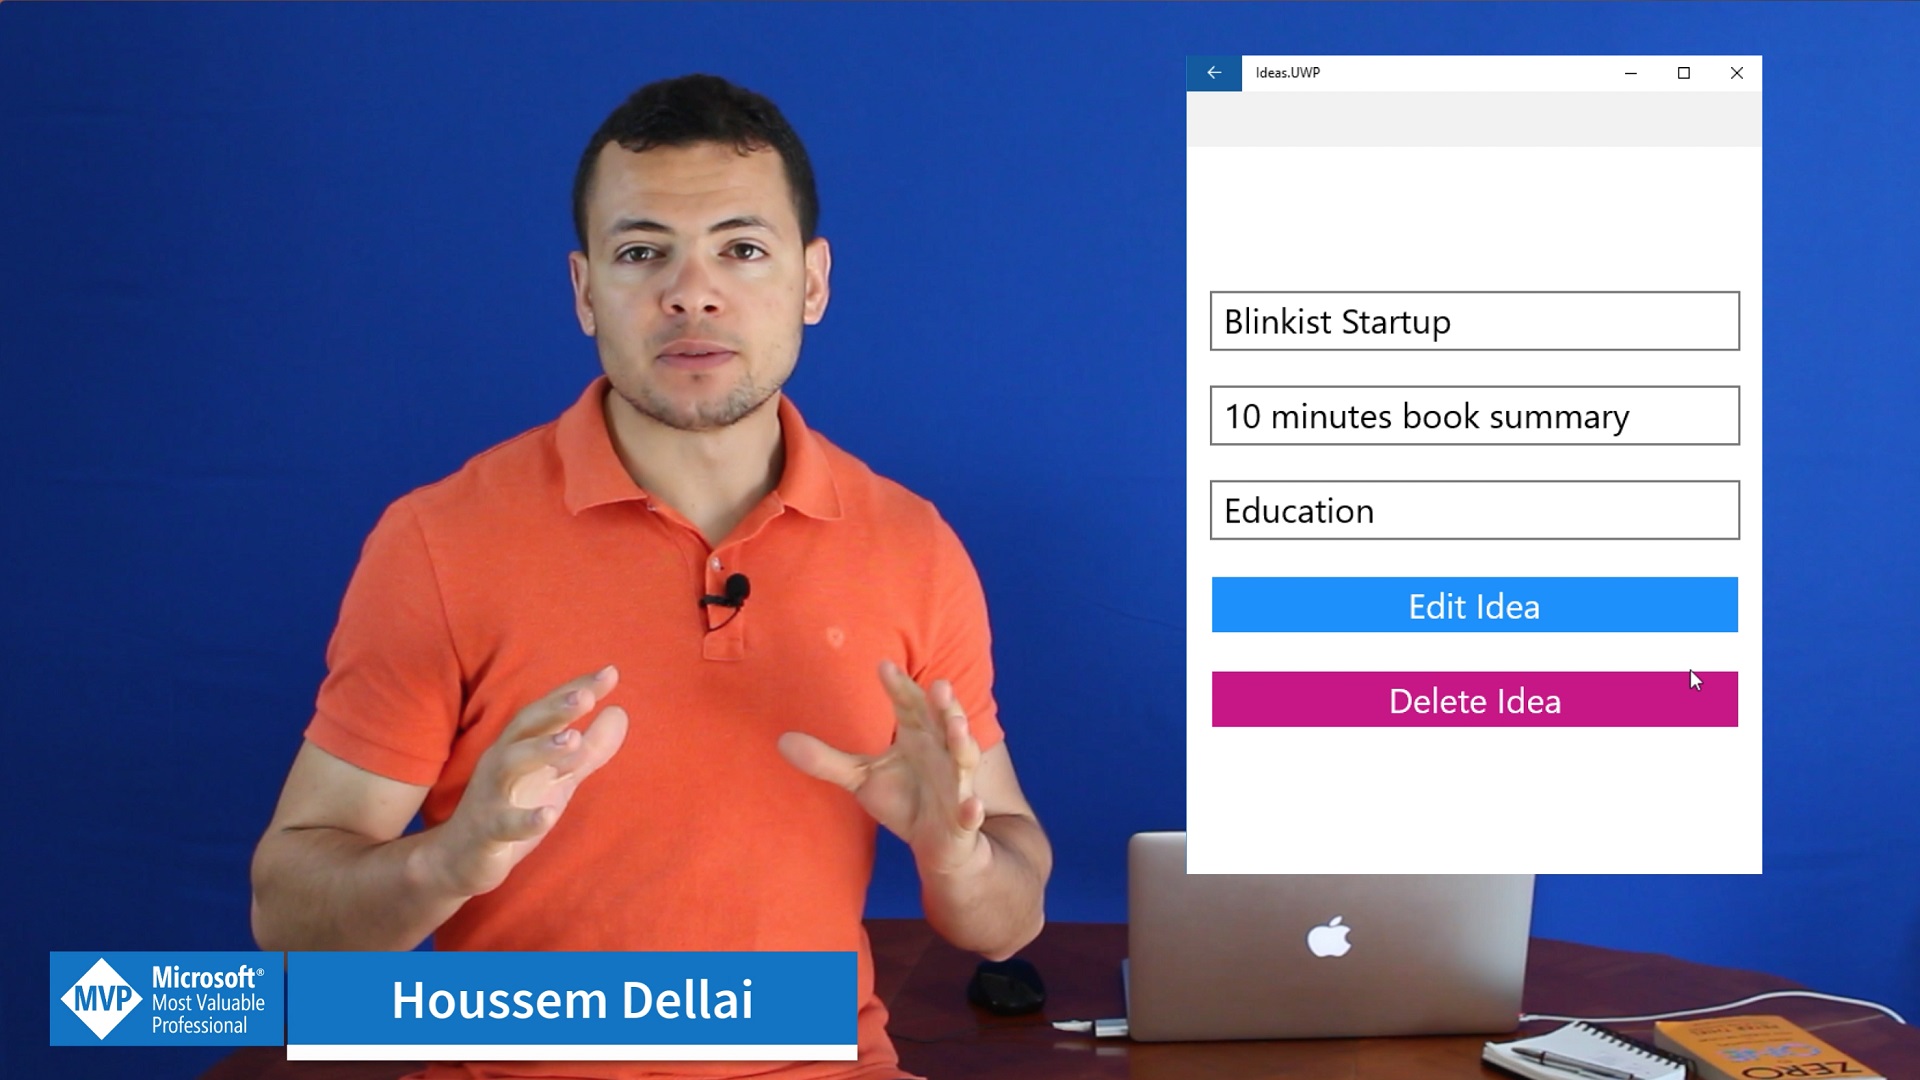 Ideas.UWP
Blinkist Startup
10 minutes book summary
Education
Edit Idea
Delete Idea
MVP
Microsoft®
Most Valuable
Professional
Houssem Dellai
ZERO
ONE